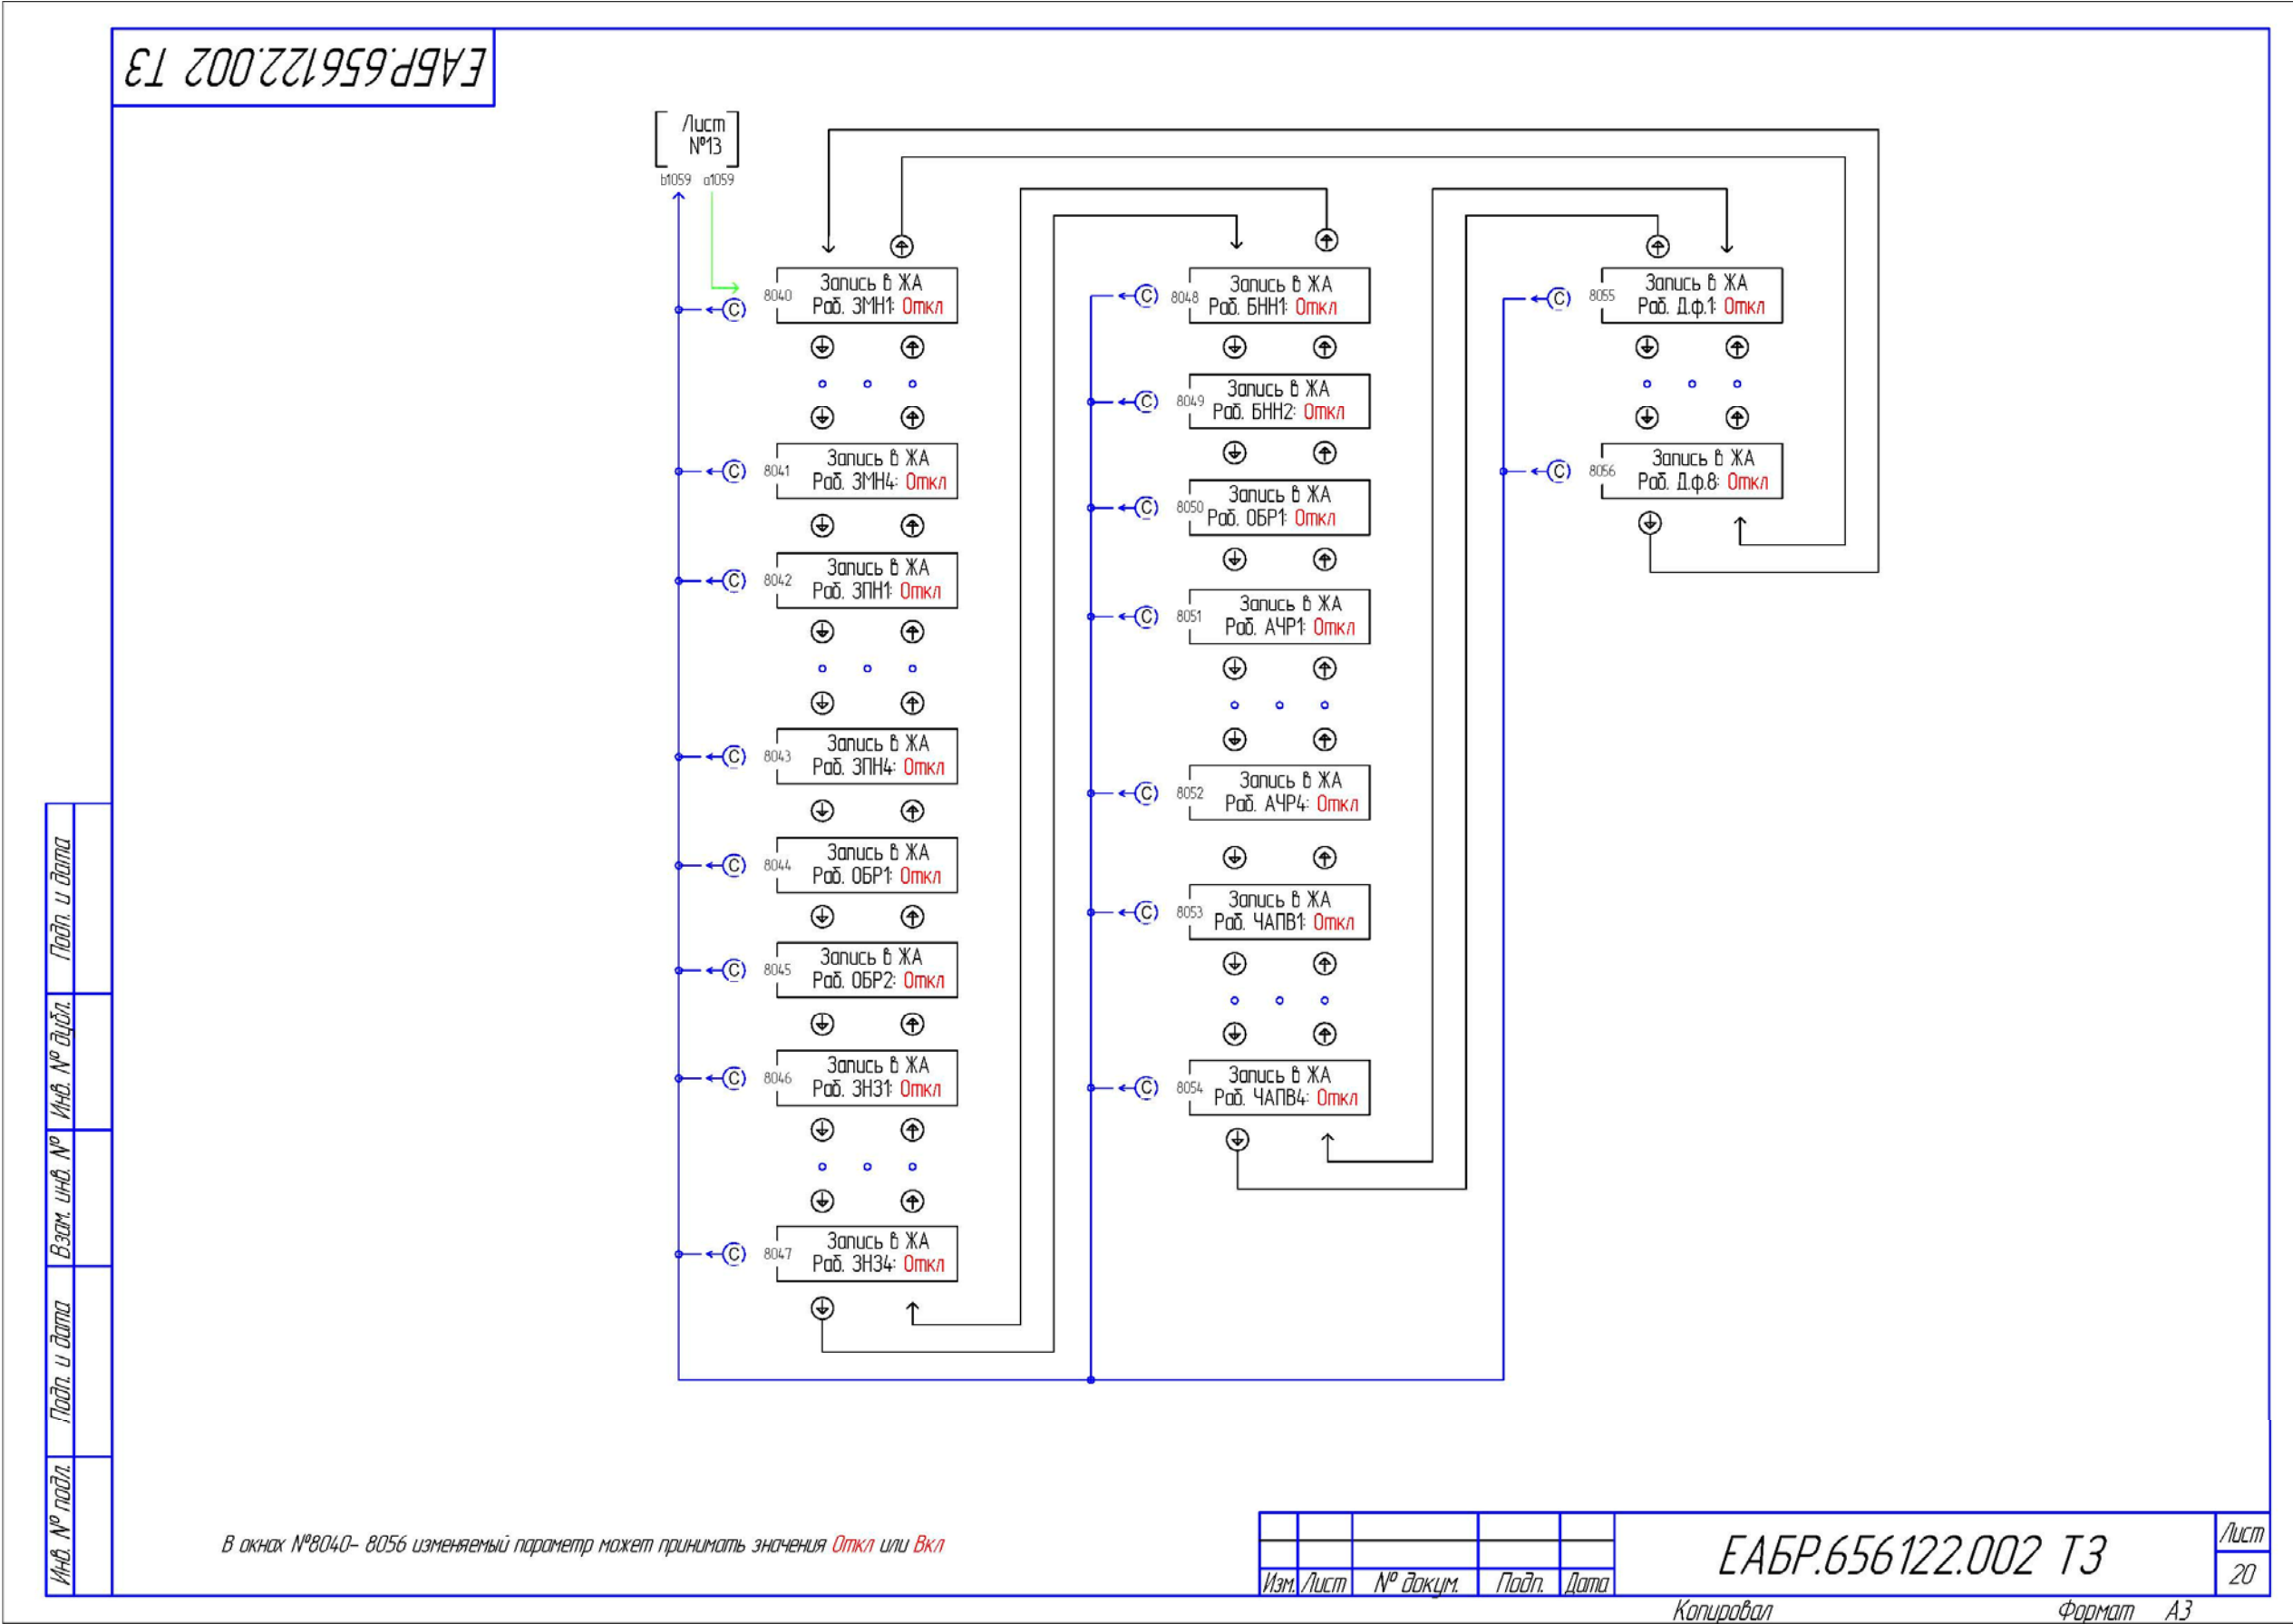 ЕАБР.656122.002 ТЗ
Лист
№13
b1059 a1059
8040
Запись в ЖА
Раб. ЗМН1: Откл
8041
Запись в ЖА
Раб. ЗМН4: Откл
8042
Запись в ЖА
Раб. ЗПН1: Откл
8043
Запись в ЖА
Раб. ЗПН4: Откл
8044
Запись в ЖА
Раб. ОБР1: Откл
8045
Запись в ЖА
Раб. ОБР2: Откл
8046
Запись в ЖА
Раб. ЗНЗ1: Откл
8047
Запись в ЖА
Раб. ЗНЗ4: Откл
C
C
C
C
C
C
C
C
8048
Запись в ЖА
Раб. БНН1: Откл
8049
Запись в ЖА
Раб. БНН2: Откл
8050
Запись в ЖА
Раб. ОБР1: Откл
8051
Запись в ЖА
Раб. АЧР1: Откл
8052
Запись в ЖА
Раб. АЧР4: Откл
8053
Запись в ЖА
Раб. ЧАПВ1: Откл
8054
Запись в ЖА
Раб. ЧАПВ4: Откл
C
C
C
C
C
C
C
8055
Запись в ЖА
Раб. Д.ф.1: Откл
8056
Запись в ЖА
Раб. Д.ф.8: Откл
C
C
Подп. и дата
Инв. № дубл.
Взам. инв. №
Подп. и дата
Инв. № подл.
В окнах №8040- 8056 изменяемый параметр может принимать значения Откл или Вкл
Изм. Лист № докум. Подп. Дата
ЕАБР.656122.002 ТЗ
Лист
20
Копировал Формат А3